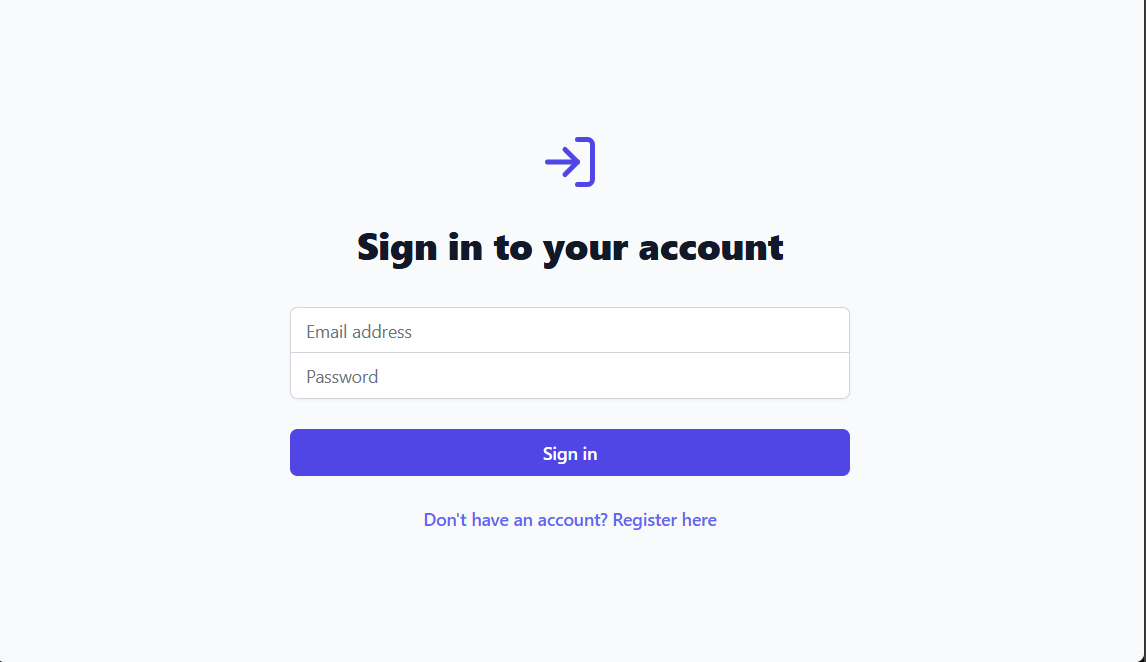 Sign in to your account
Email address
Password
Sign in
Don't have an account? Register here